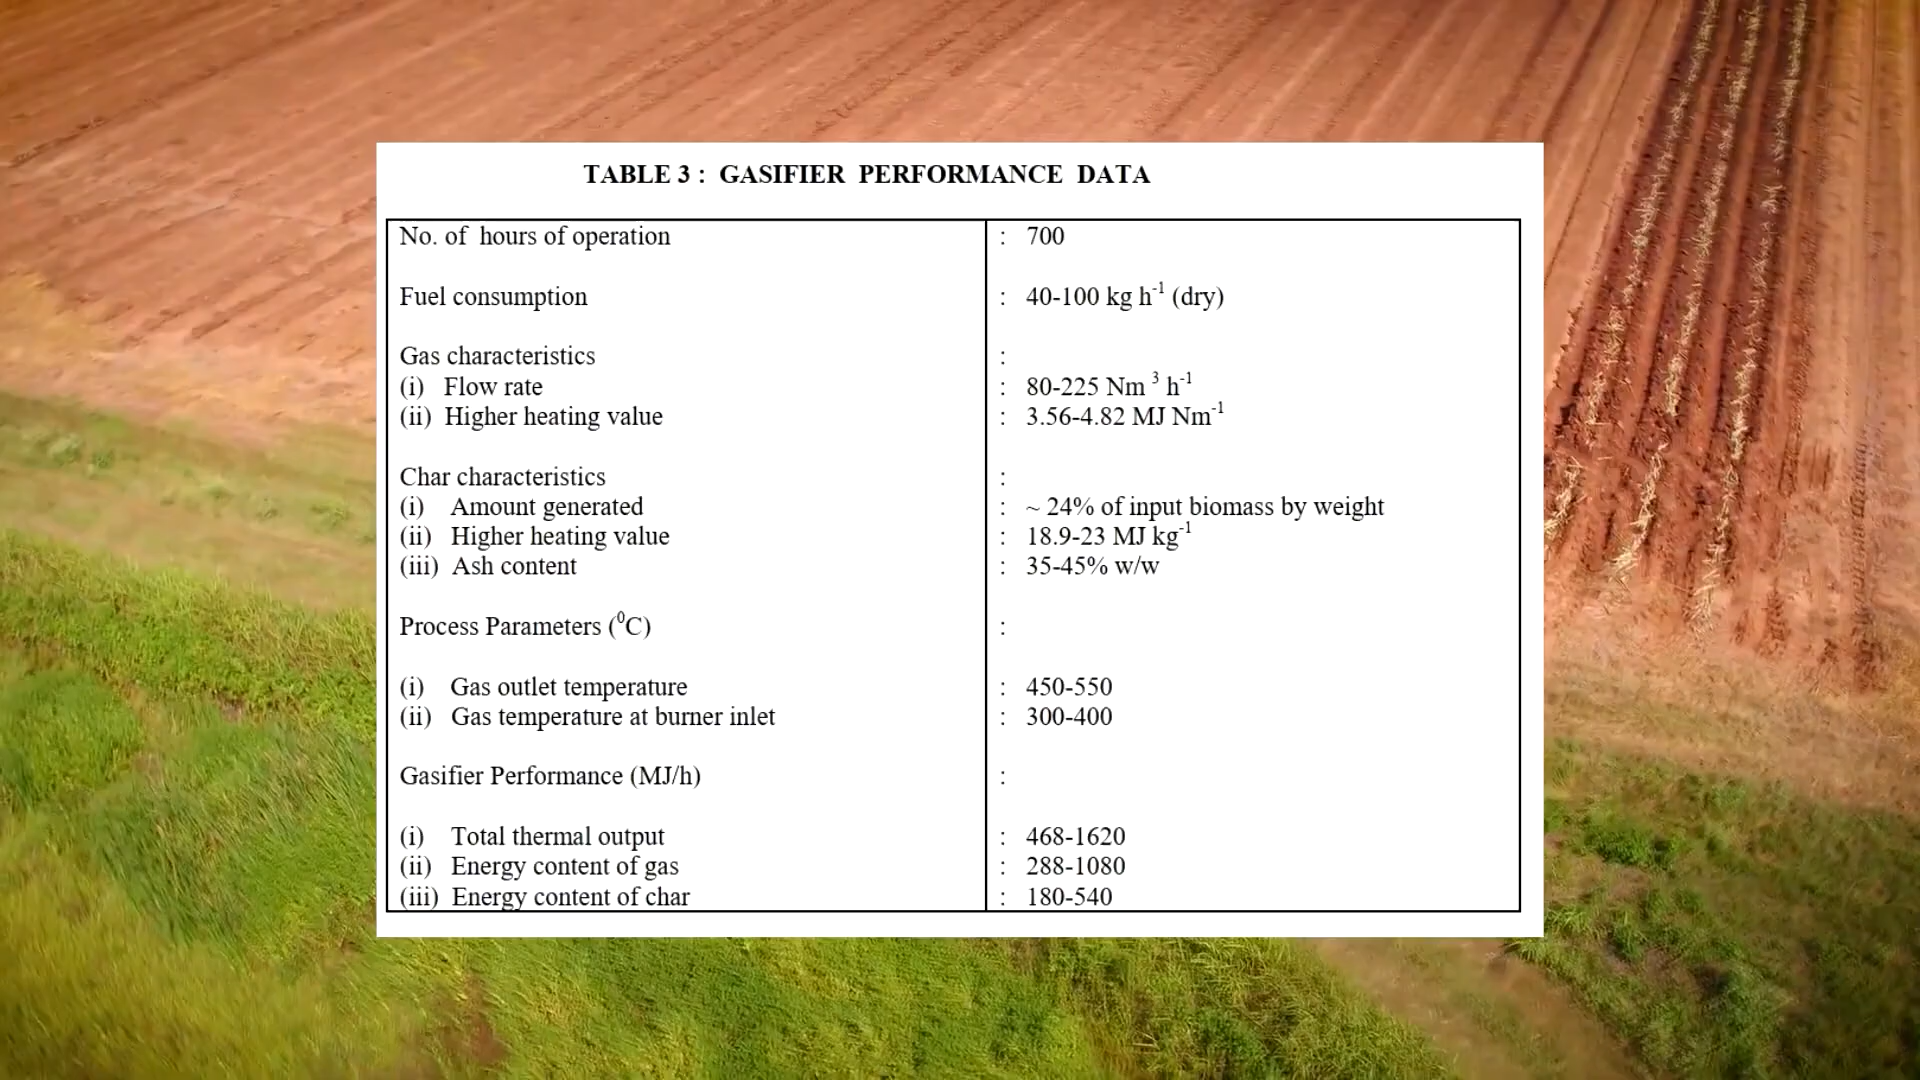 TABLE 3 : GASIFIER PERFORMANCE DATA
No. of hours of operation : 700
Fuel consumption : 40-100 kg h⁻¹ (dry)
Gas characteristics :
(i) Flow rate : 80-225 Nm ³ h⁻¹
(ii) Higher heating value : 3.56-4.82 MJ Nm⁻¹
Char characteristics :
(i) Amount generated : ~ 24% of input biomass by weight
(ii) Higher heating value : 18.9-23 MJ kg⁻¹
(iii) Ash content : 35-45% w/w
Process Parameters (⁰C) :
(i) Gas outlet temperature : 450-550
(ii) Gas temperature at burner inlet : 300-400
Gasifier Performance (MJ/h) :
(i) Total thermal output : 468-1620
(ii) Energy content of gas : 288-1080
(iii) Energy content of char : 180-540